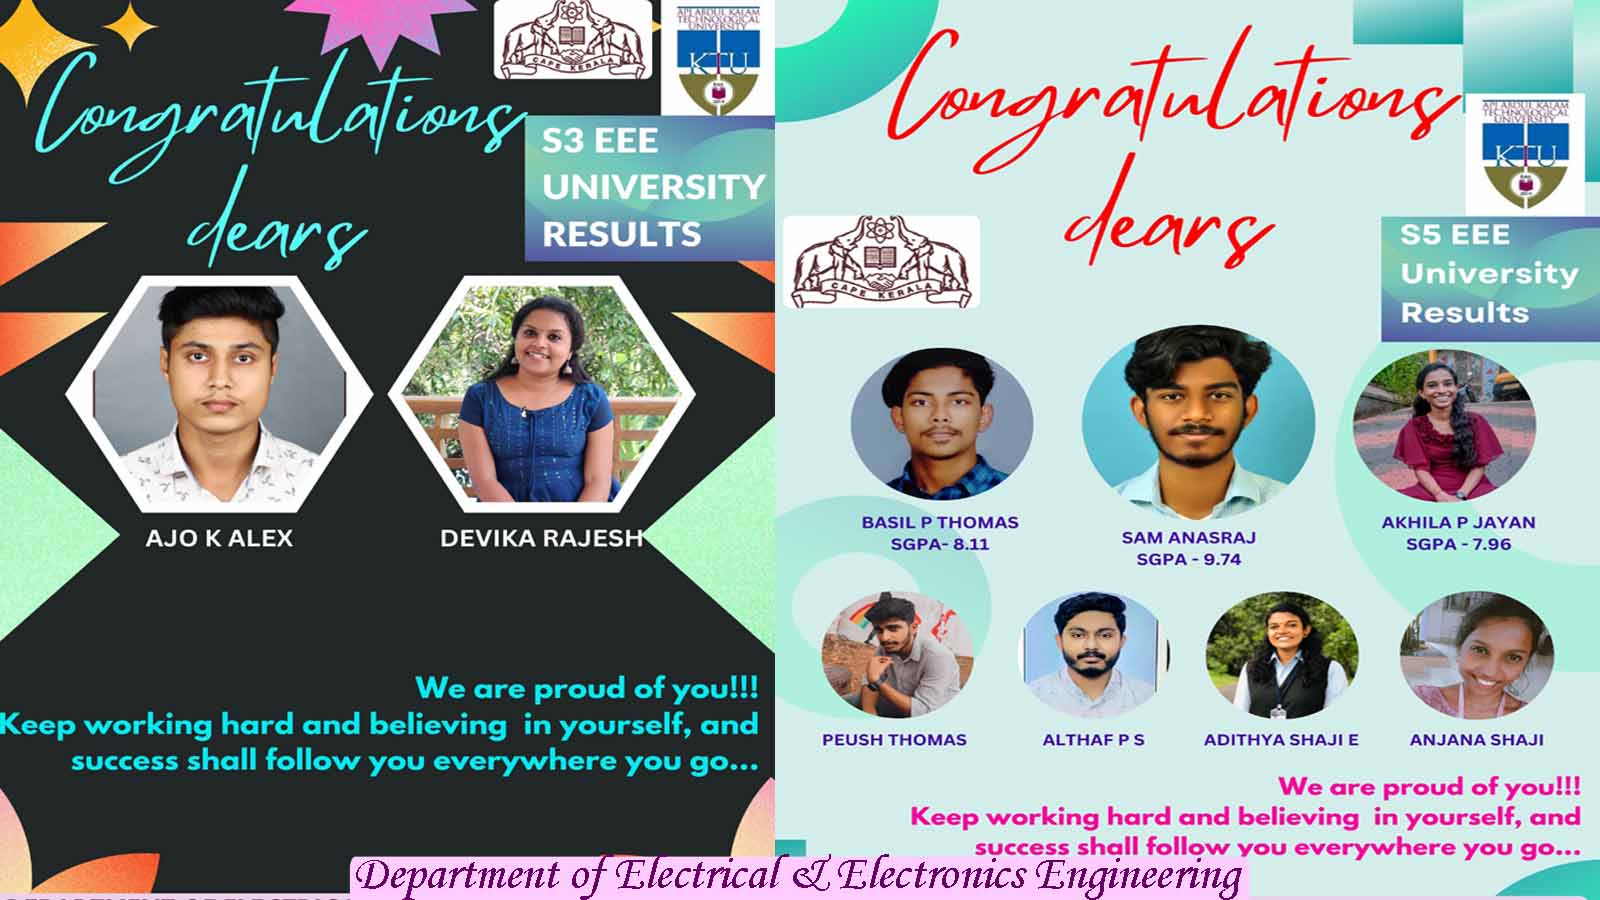 Congratulations
dears
CAPE KERALA
API ABDUL KALAM
TECHNOLOGICAL
UNIVERSITY
KTU
S3 EEE
UNIVERSITY
RESULTS
AJO K ALEX
DEVIKA RAJESH
We are proud of you!!!
Keep working hard and believing in yourself, and
success shall follow you everywhere you go...
Congratulations
dears
API ABDUL KALAM
TECHNOLOGICAL
UNIVERSITY
KTU
CAPE KERALA
S5 EEE
University
Results
BASIL P THOMAS
SGPA- 8.11
SAM ANASRAJ
SGPA - 9.74
AKHILA P JAYAN
SGPA - 7.96
PEUSH THOMAS
ALTHAF P S
ADITHYA SHAJI E
ANJANA SHAJI
We are proud of you!!!
Keep working hard and believing in yourself, and
success shall follow you everywhere you go...
Department of Electrical & Electronics Engineering